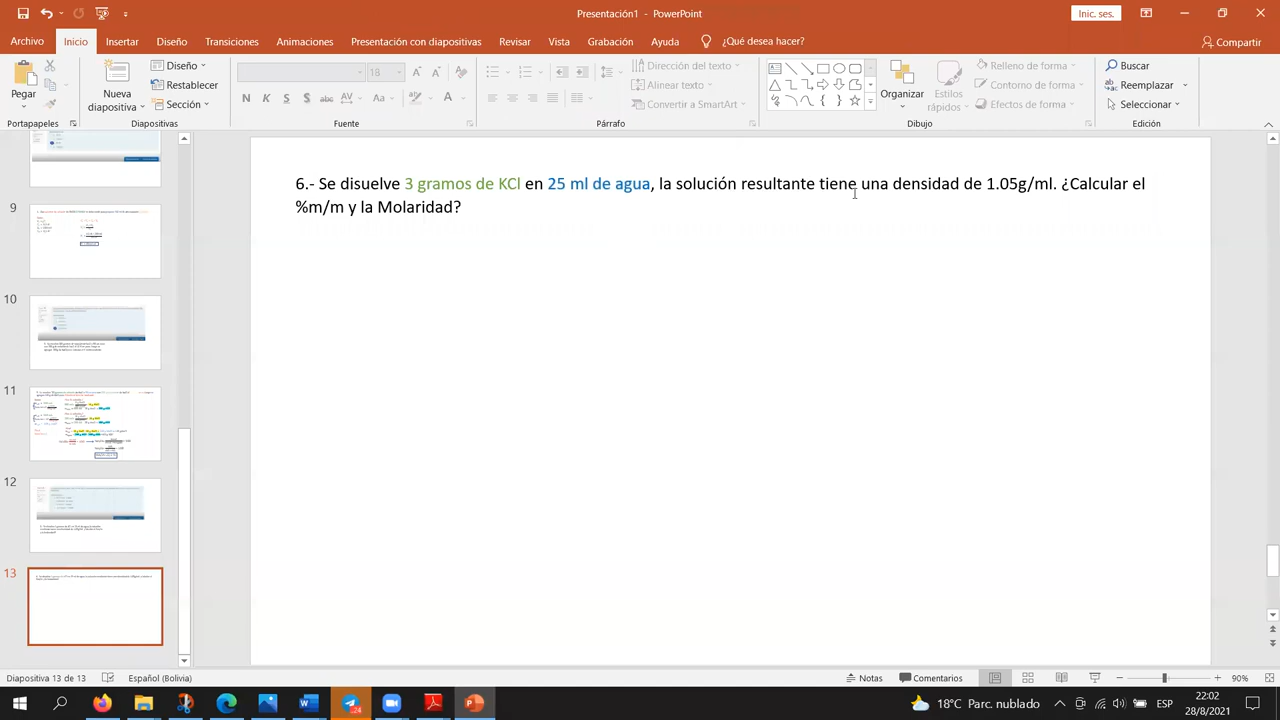 Presentación1 - PowerPoint
Inic. ses.
Archivo Inicio Insertar Diseño Transiciones Animaciones Presentación con diapositivas Revisar Vista Grabación Ayuda ¿Qué desea hacer? Compartir
Pegar
Nueva diapositiva
Diseño
Restablecer
Sección
18
N K S S abc AV Aa A
Dirección del texto
Alinear texto
Convertir a SmartArt
Organizar
Estilos rápidos
Relleno de forma
Contorno de forma
Efectos de forma
Buscar
Reemplazar
Seleccionar
Portapapeles Diapositivas Fuente Párrafo Dibujo Edición
9
10
11
12
13
6.- Se disuelve 3 gramos de KCl en 25 ml de agua, la solución resultante tiene una densidad de 1.05g/ml. ¿Calcular el
%m/m y la Molaridad?
Diapositiva 13 de 13 Español (Bolivia) Notas Comentarios 90%
24
18°C Parc. nublado ESP 22:02
28/8/2021